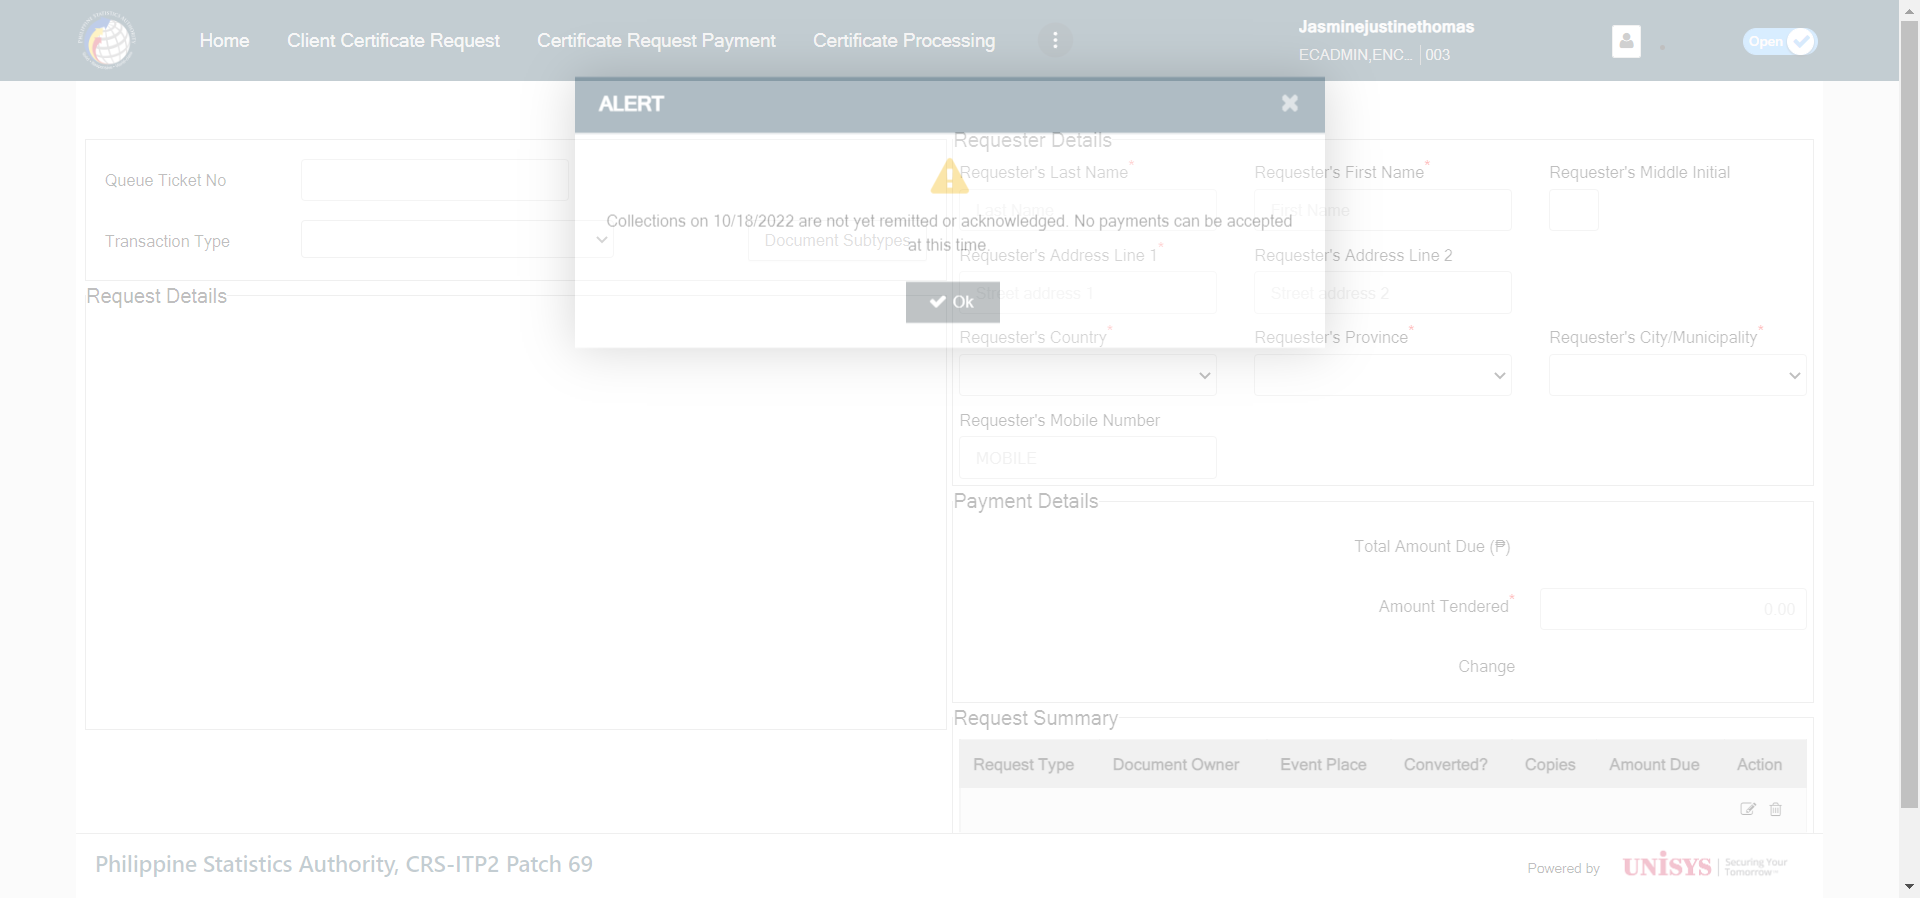 Home
Client Certificate Request
Certificate Request Payment
Certificate Processing
Jasminejustinethomas
ECADMIN,ENC... 003
Open
ALERT
Collections on 10/18/2022 are not yet remitted or acknowledged. No payments can be accepted
at this time.
Ok
Queue Ticket No
Transaction Type
Document Subtypes
Request Details
Requester Details
Requester's Last Name*
Requester's First Name*
Requester's Middle Initial
Last Name
First Name
Requester's Address Line 1*
Requester's Address Line 2
Street address 1
Street address 2
Requester's Country*
Requester's Province*
Requester's City/Municipality*
Requester's Mobile Number
MOBILE
Payment Details
Total Amount Due (₱)
Amount Tendered*
0.00
Change
Request Summary
Request Type Document Owner Event Place Converted? Copies Amount Due Action
Philippine Statistics Authority, CRS-ITP2 Patch 69
Powered by
UNISYS
Securing Your
Tomorrow™